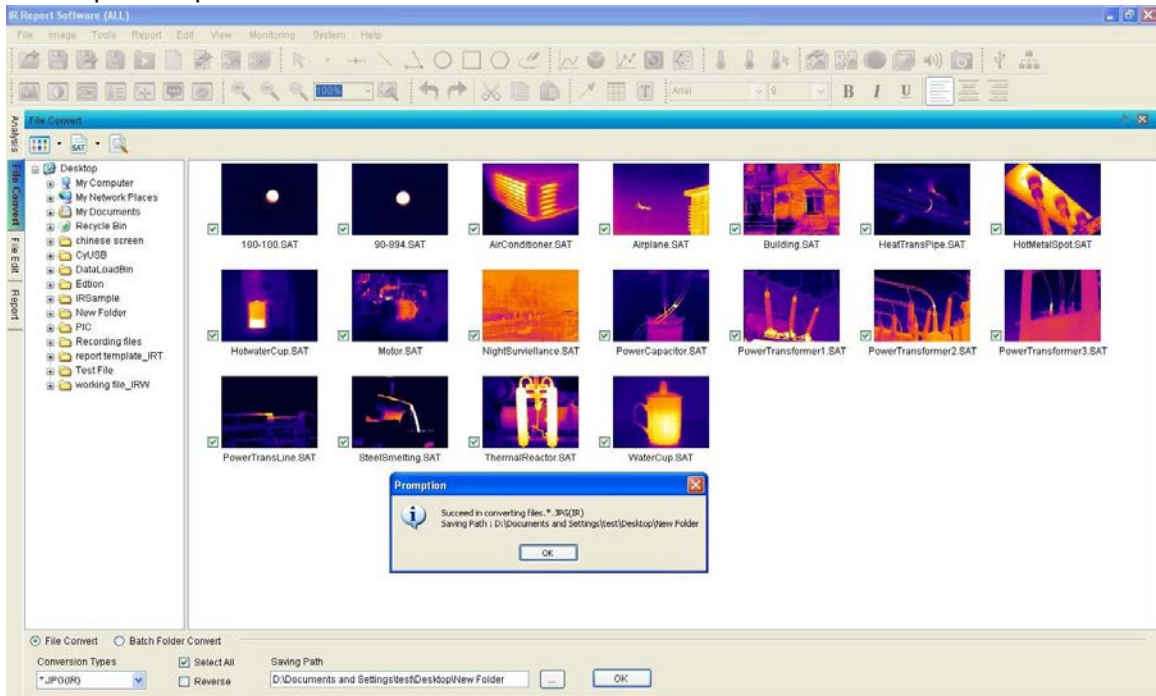 IR Report Software (ALL)
File Image Tools Report Edit View Monitoring System Help
100% Arial 9 B I U
File Convert
SAT
Analysis
File Convert
File Edit
Report
Desktop
My Computer
My Network Places
My Documents
Recycle Bin
chinese screen
CyUSB
DataLoadBin
Edtion
IRSample
New Folder
PIC
Recording files
report template_IRT
Test File
working file_IRW
100-100.SAT 90-894.SAT AirConditioner.SAT Airplane.SAT Building.SAT HeatTransPipe.SAT HotMetalSpot.SAT
HotwaterCup.SAT Motor.SAT NightSurviellance.SAT PowerCapacitor.SAT PowerTransformer1.SAT PowerTransformer2.SAT PowerTransformer3.SAT
PowerTransLine.SAT SteelSmelting.SAT ThermalReactor.SAT WaterCup.SAT
Promption
Succeed in converting files.*.JPG(IR)
Saving Path : D:\Documents and Settings\test\Desktop\New Folder
OK
File Convert Batch Folder Convert
Conversion Types Select All Saving Path
*.JPG(IR) Reverse D:\Documents and Settings\test\Desktop\New Folder ... OK